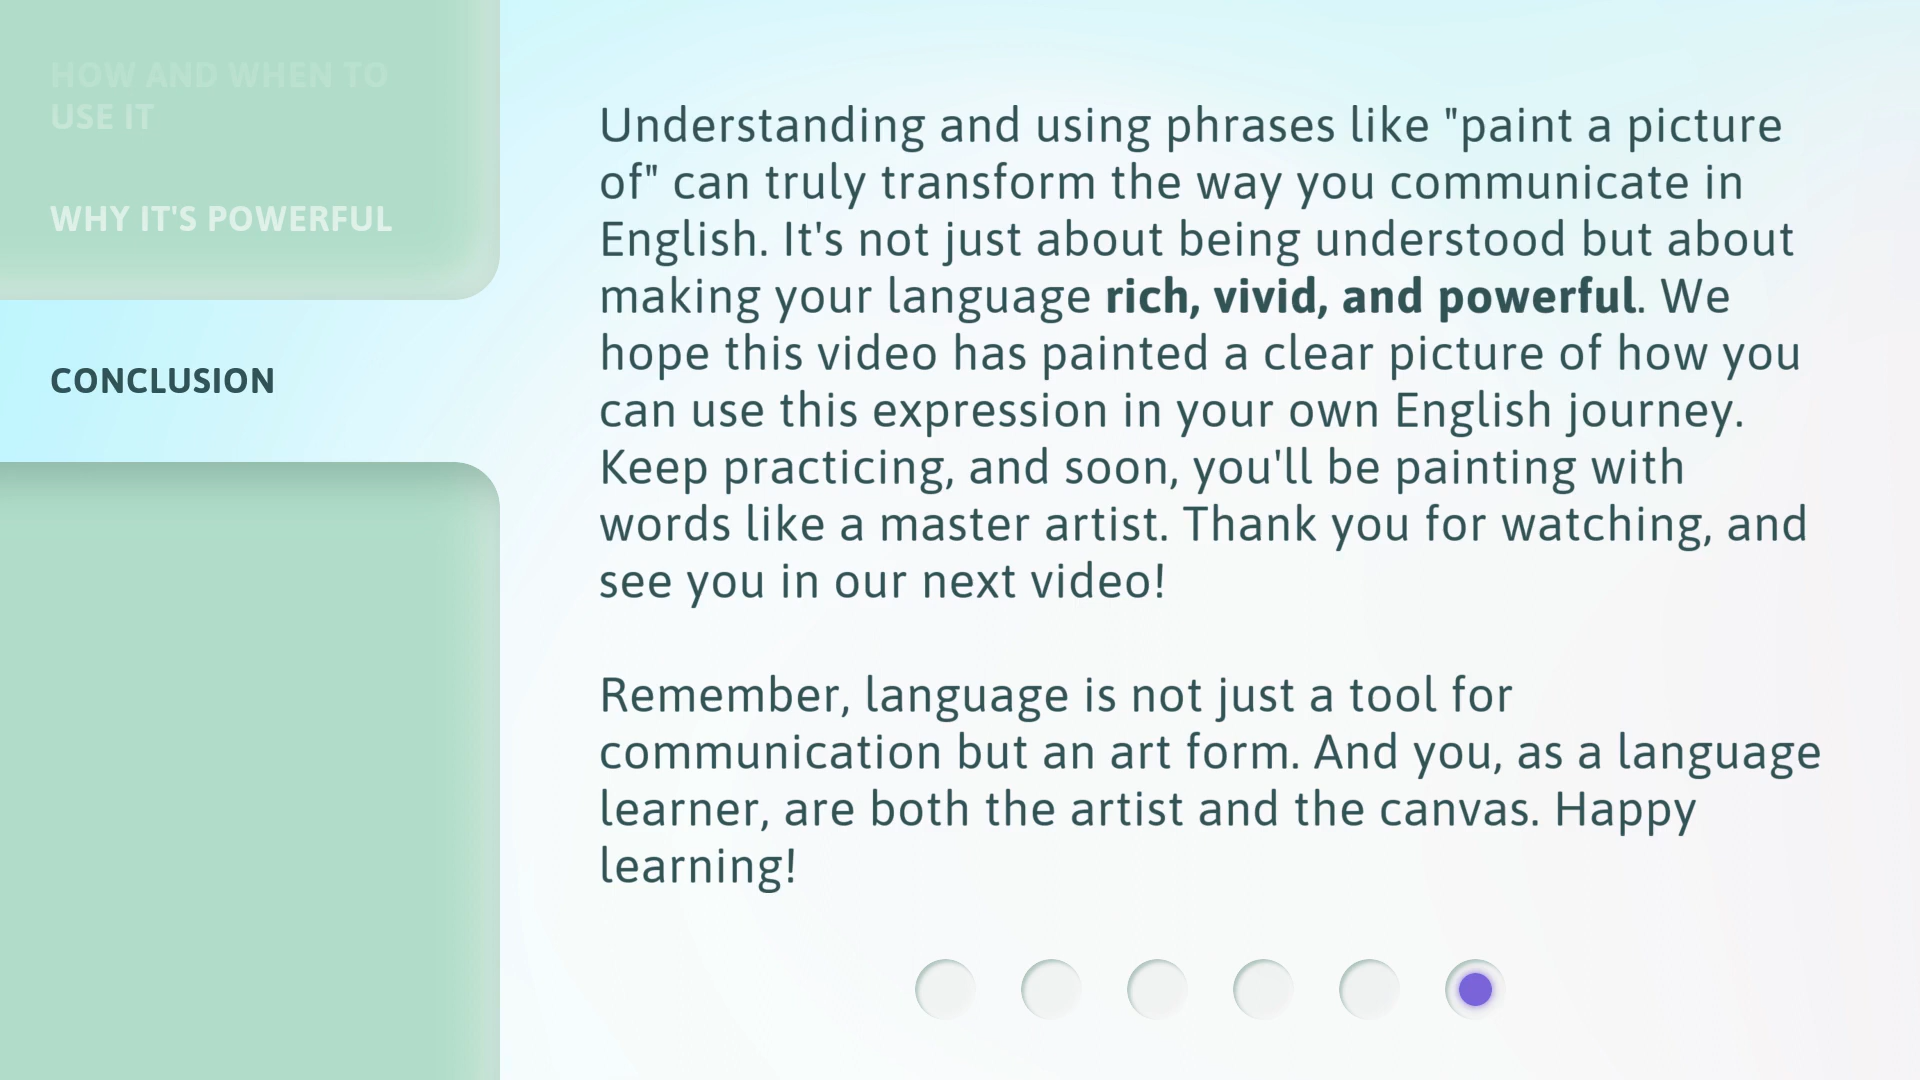 HOW AND WHEN TO
USE IT
WHY IT'S POWERFUL
CONCLUSION
Understanding and using phrases like "paint a picture
of" can truly transform the way you communicate in
English. It's not just about being understood but about
making your language rich, vivid, and powerful. We
hope this video has painted a clear picture of how you
can use this expression in your own English journey.
Keep practicing, and soon, you'll be painting with
words like a master artist. Thank you for watching, and
see you in our next video!
Remember, language is not just a tool for
communication but an art form. And you, as a language
learner, are both the artist and the canvas. Happy
learning!